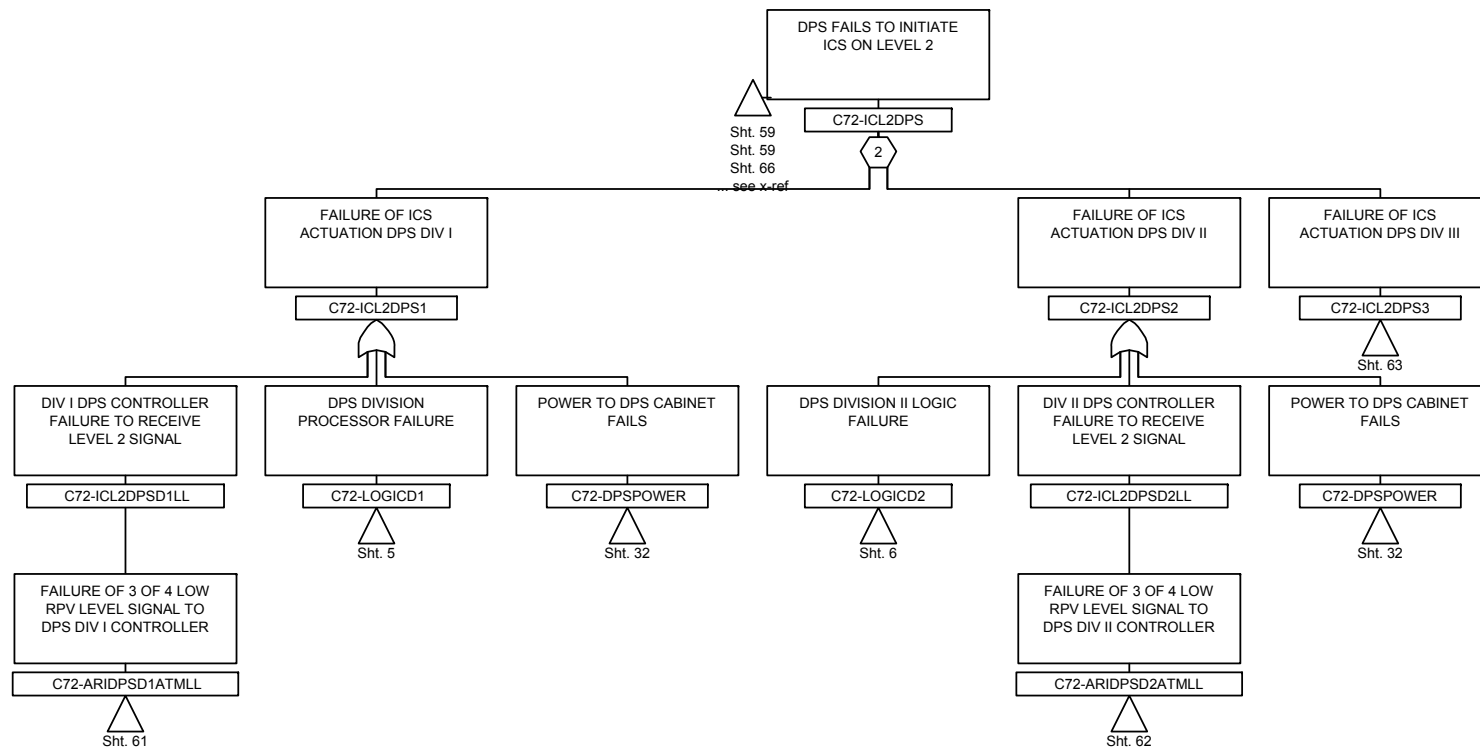 DPS FAILS TO INITIATE
ICS ON LEVEL 2
C72-ICL2DPS
2
Sht. 59
Sht. 59
Sht. 66
... see x-ref
FAILURE OF ICS
ACTUATION DPS DIV I
C72-ICL2DPS1
FAILURE OF ICS
ACTUATION DPS DIV II
C72-ICL2DPS2
FAILURE OF ICS
ACTUATION DPS DIV III
C72-ICL2DPS3
Sht. 63
DIV I DPS CONTROLLER
FAILURE TO RECEIVE
LEVEL 2 SIGNAL
C72-ICL2DPSD1LL
DPS DIVISION
PROCESSOR FAILURE
C72-LOGICD1
Sht. 5
POWER TO DPS CABINET
FAILS
C72-DPSPOWER
Sht. 32
DPS DIVISION II LOGIC
FAILURE
C72-LOGICD2
Sht. 6
DIV II DPS CONTROLLER
FAILURE TO RECEIVE
LEVEL 2 SIGNAL
C72-ICL2DPSD2LL
POWER TO DPS CABINET
FAILS
C72-DPSPOWER
Sht. 32
FAILURE OF 3 OF 4 LOW
RPV LEVEL SIGNAL TO
DPS DIV I CONTROLLER
C72-ARIDPSD1ATMLL
Sht. 61
FAILURE OF 3 OF 4 LOW
RPV LEVEL SIGNAL TO
DPS DIV II CONTROLLER
C72-ARIDPSD2ATMLL
Sht. 62